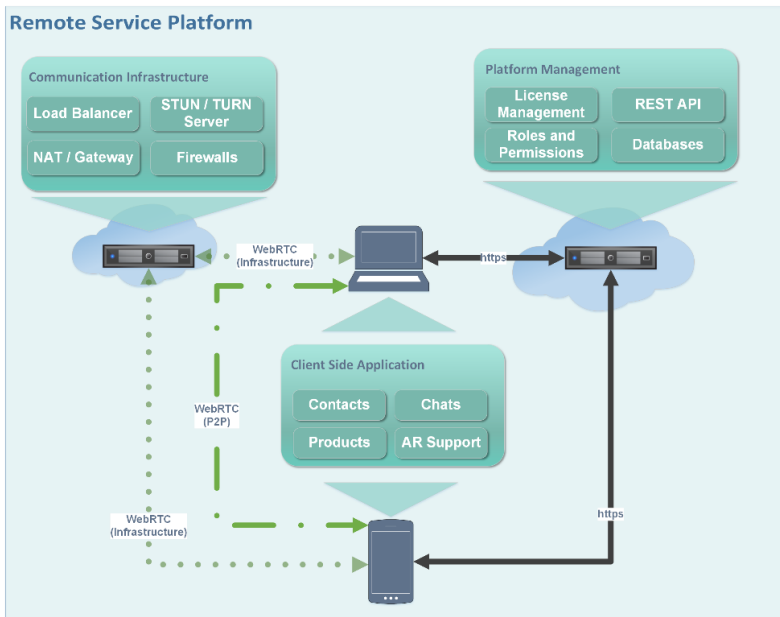 Remote Service Platform
Communication Infrastructure
Load Balancer
STUN / TURN
Server
NAT / Gateway
Firewalls
Platform Management
License
Management
REST API
Roles and
Permissions
Databases
WebRTC
(Infrastructure)
https
Client Side Application
Contacts
Chats
Products
AR Support
WebRTC
(P2P)
WebRTC
(Infrastructure)
https